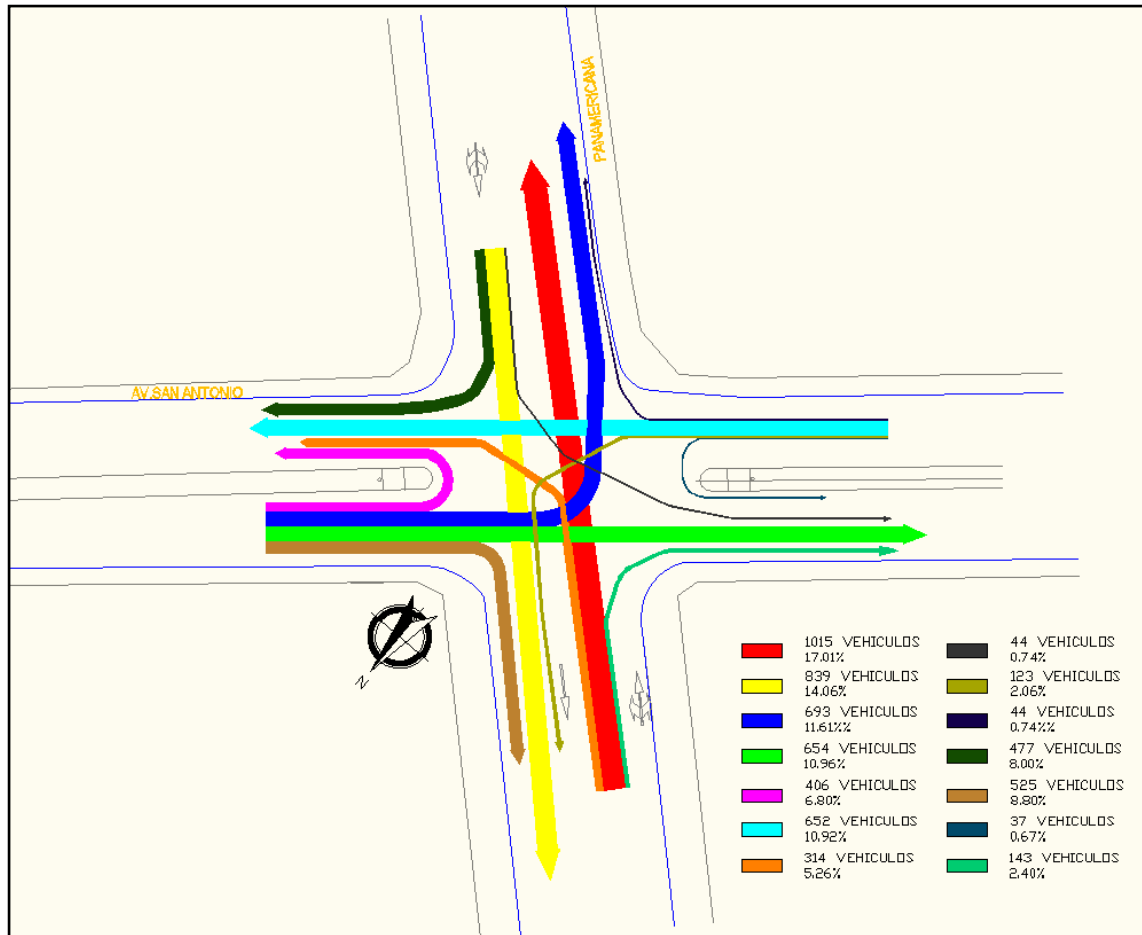 PANAMERICANA
AV.SAN ANTONIO
N
1015 VEHICULOS
17.01%
839 VEHICULOS
14.06%
693 VEHICULOS
11.61%%
654 VEHICULOS
10.96%
406 VEHICULOS
6.80%
652 VEHICULOS
10.92%
314 VEHICULOS
5.26%
44 VEHICULOS
0.74%
123 VEHICULOS
2.06%
44 VEHICULOS
0.74%%
477 VEHICULOS
8.00%
525 VEHICULOS
8.80%
37 VEHICULOS
0.67%
143 VEHICULOS
2.40%